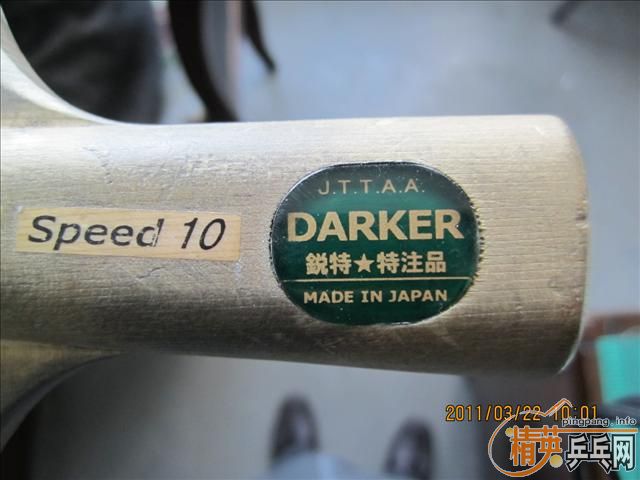 Speed 10
J.T.T.A.A.
DARKER
鋭特★特注品
MADE IN JAPAN
2011/03/22 10:01
pingpang.info
精英乒乓网